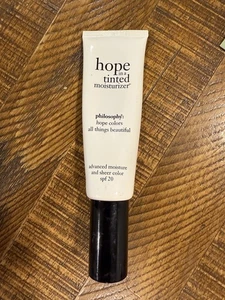 hope
in a
tinted
moisturizer®
philosophy:
hope colors
all things beautiful
advanced moisture
and sheer color
spf 20